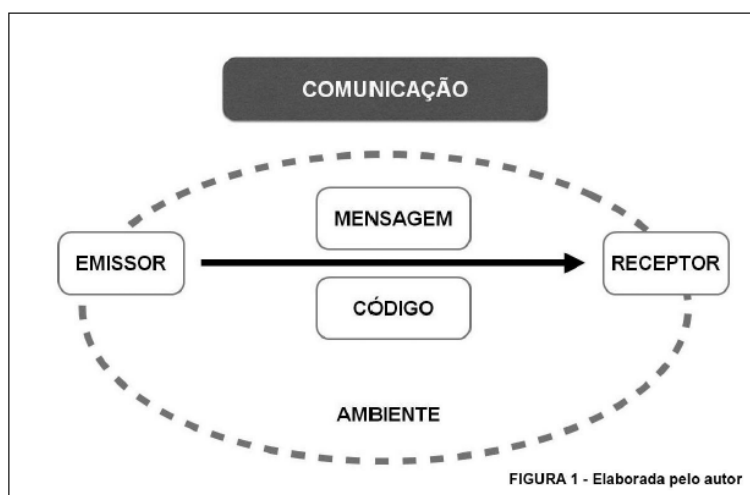 COMUNICAÇÃO
MENSAGEM
EMISSOR
RECEPTOR
CÓDIGO
AMBIENTE
FIGURA 1 - Elaborada pelo autor